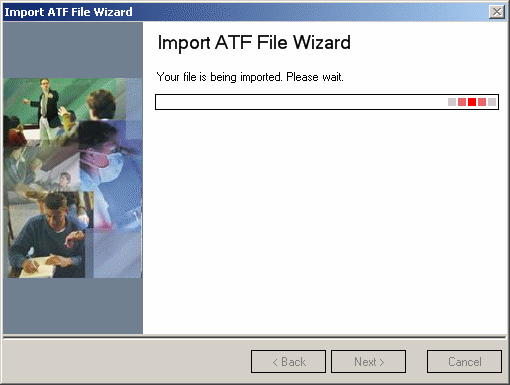 Import ATF File Wizard
Import ATF File Wizard
Your file is being imported. Please wait.
< Back
Next >
Cancel